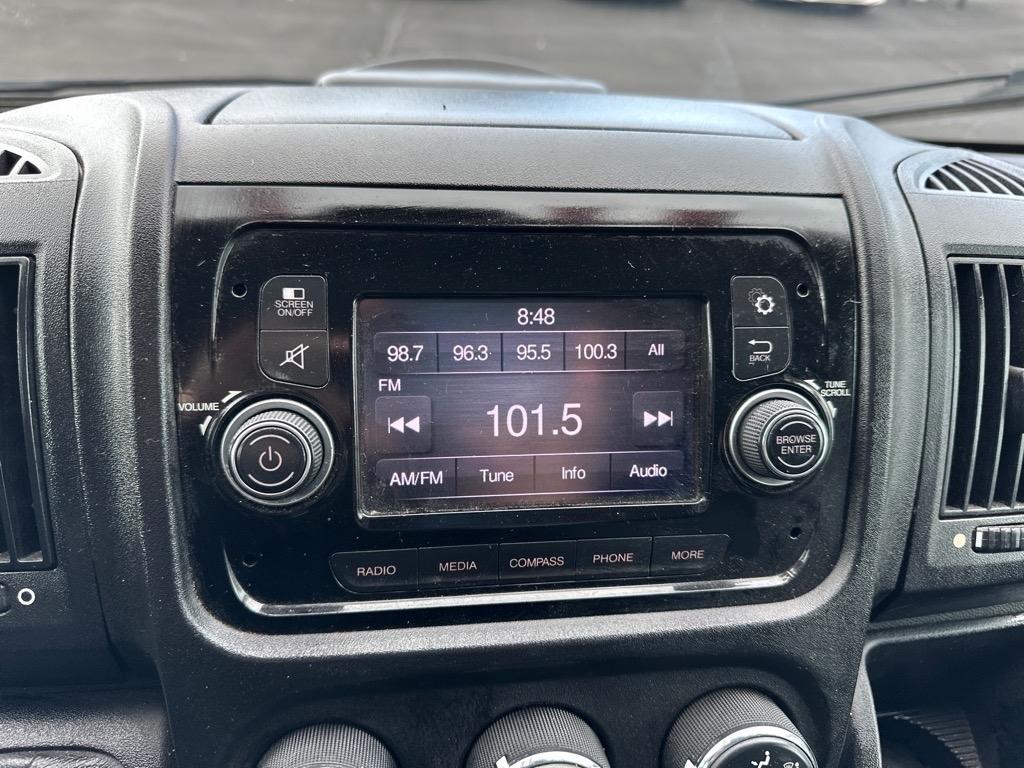 SCREEN
ON/OFF
VOLUME
8:48
98.7 96.3 95.5 100.3 All
FM
101.5
AM/FM Tune Info Audio
BACK
TUNE
SCROLL
BROWSE
ENTER
RADIO MEDIA COMPASS PHONE MORE